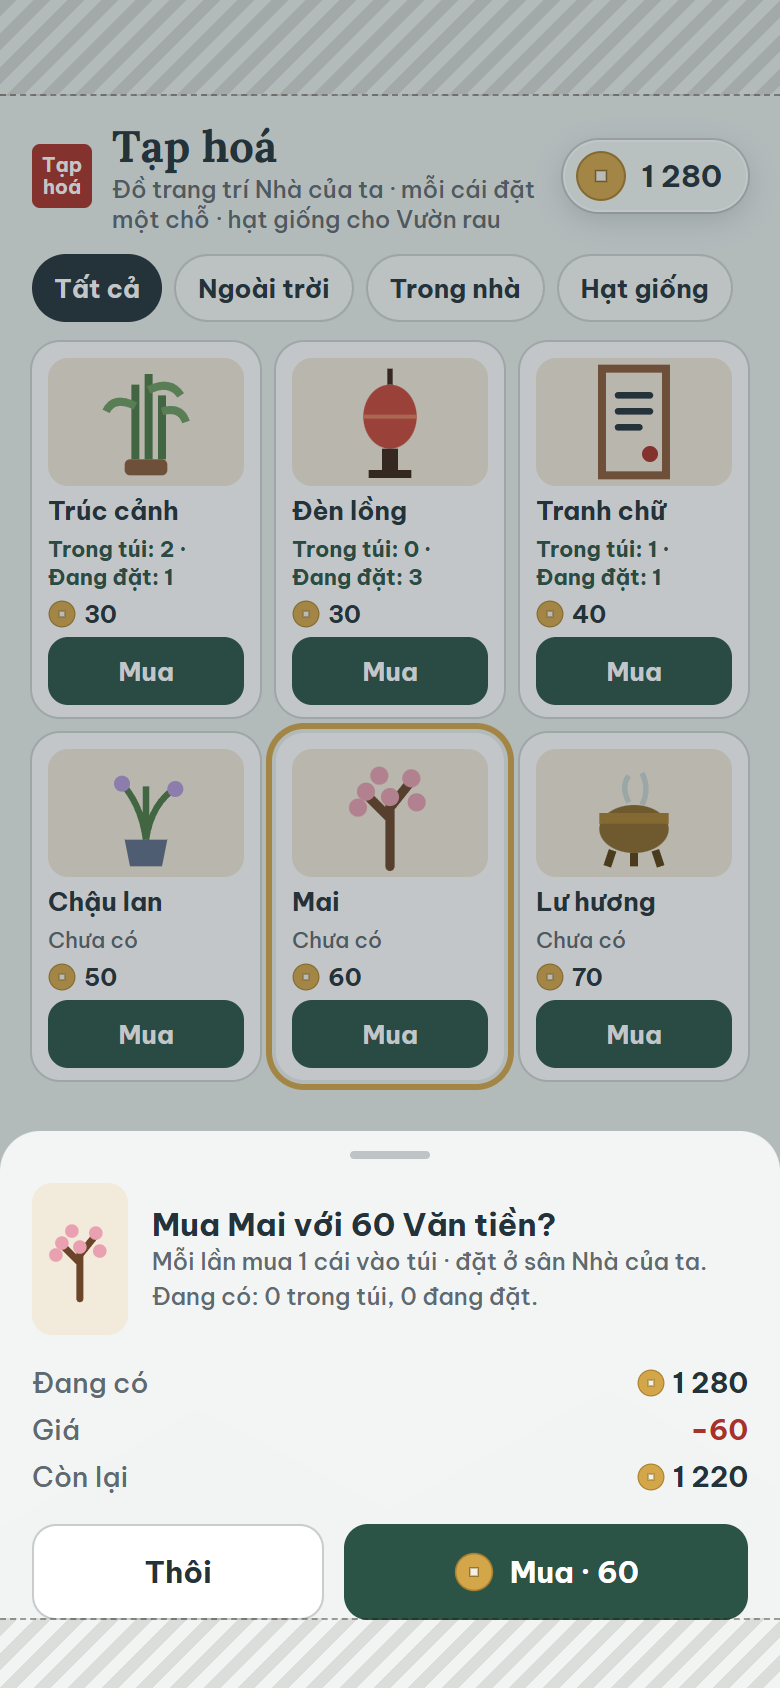 Tạp
hoá
Tạp hoá
Đồ trang trí Nhà của ta · mỗi cái đặt
một chỗ · hạt giống cho Vườn rau
1 280
Tất cả
Ngoài trời
Trong nhà
Hạt giống
Trúc cảnh
Trong túi: 2 ·
Đang đặt: 1
30
Mua
Đèn lồng
Trong túi: 0 ·
Đang đặt: 3
30
Mua
Tranh chữ
Trong túi: 1 ·
Đang đặt: 1
40
Mua
Chậu lan
Chưa có
50
Mua
Mai
Chưa có
60
Mua
Lư hương
Chưa có
70
Mua
Mua Mai với 60 Văn tiền?
Mỗi lần mua 1 cái vào túi · đặt ở sân Nhà của ta.
Đang có: 0 trong túi, 0 đang đặt.
Đang có 1 280
Giá −60
Còn lại 1 220
Thôi
Mua · 60